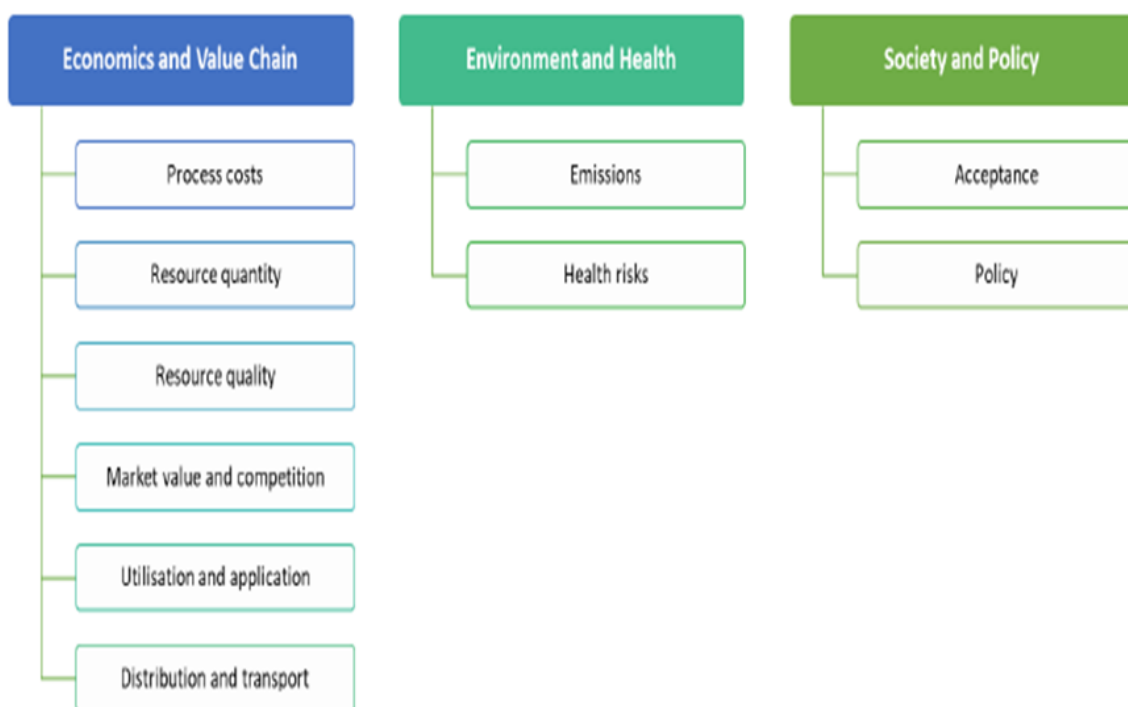 Economics and Value Chain
Process costs
Resource quantity
Resource quality
Market value and competition
Utilisation and application
Distribution and transport
Environment and Health
Emissions
Health risks
Society and Policy
Acceptance
Policy